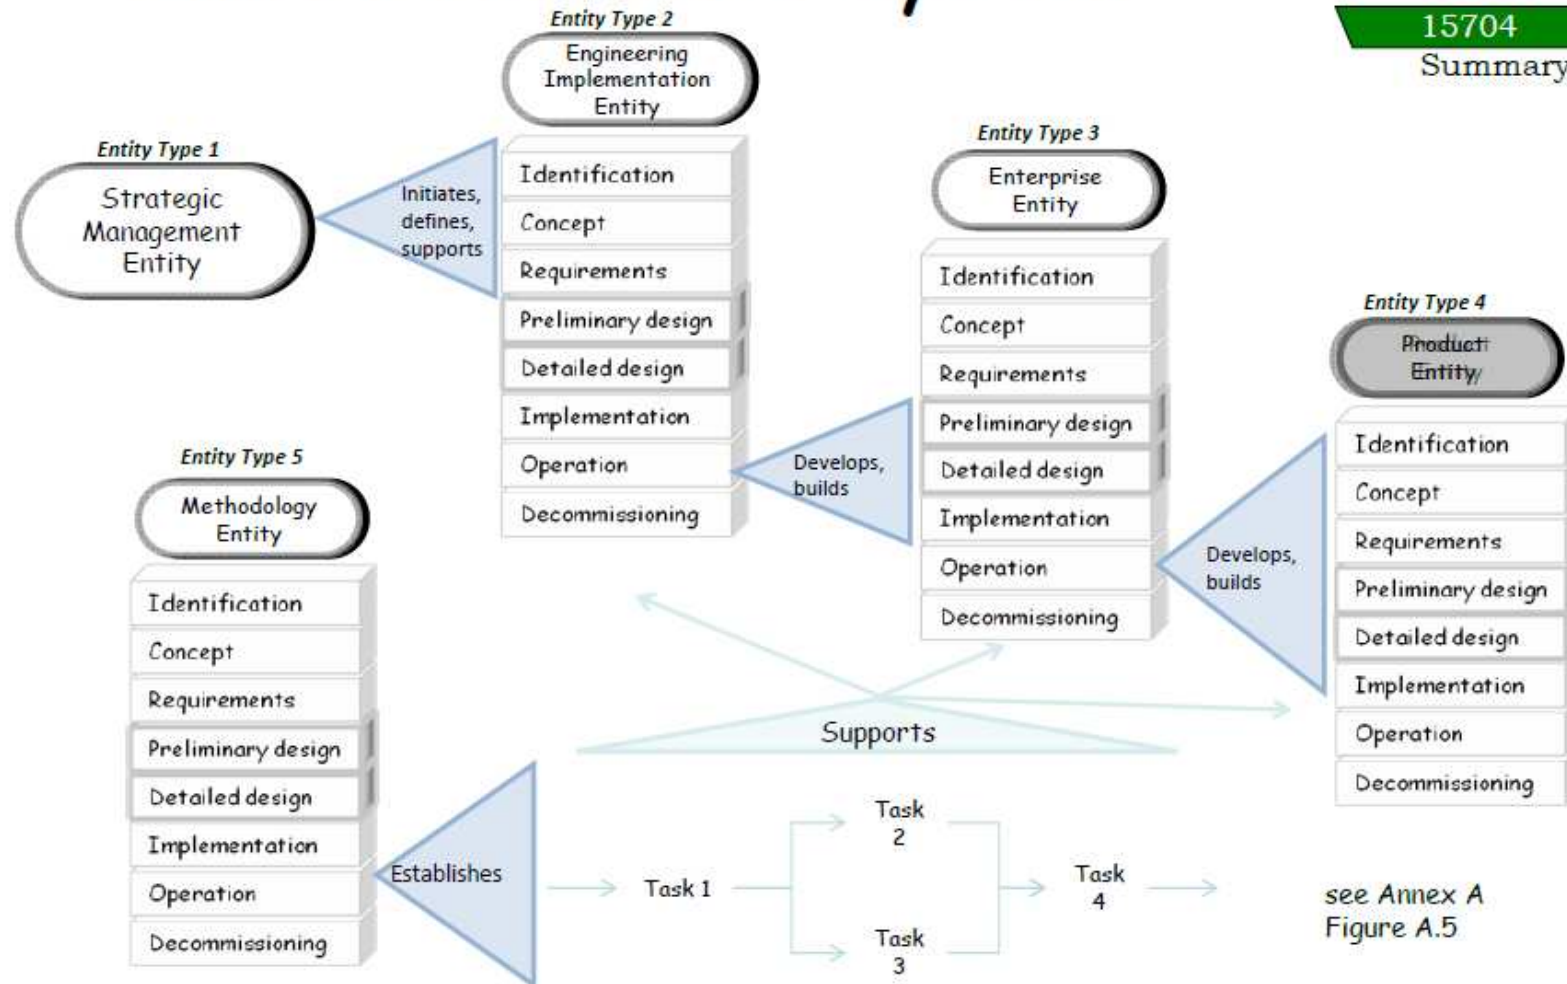 15704
Summary
Entity Type 2
Engineering
Implementation
Entity
Identification
Concept
Requirements
Preliminary design
Detailed design
Implementation
Operation
Decommissioning
Entity Type 1
Strategic
Management
Entity
Initiates,
defines,
supports
Entity Type 3
Enterprise
Entity
Identification
Concept
Requirements
Preliminary design
Detailed design
Implementation
Operation
Decommissioning
Develops,
builds
Entity Type 4
Product
Entity
Identification
Concept
Requirements
Preliminary design
Detailed design
Implementation
Operation
Decommissioning
Develops,
builds
Entity Type 5
Methodology
Entity
Identification
Concept
Requirements
Preliminary design
Detailed design
Implementation
Operation
Decommissioning
Supports
Establishes
Task 1
Task
2
Task
3
Task
4
see Annex A
Figure A.5